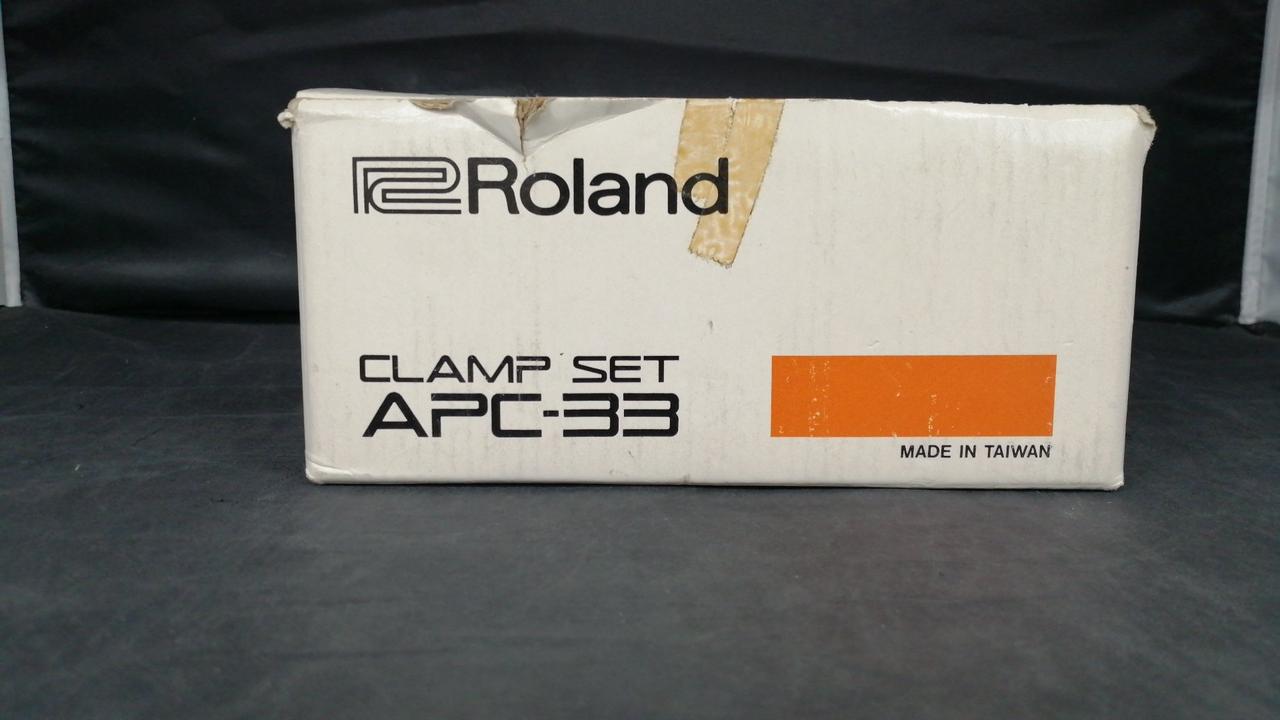 Roland
CLAMP SET
APC-33
MADE IN TAIWAN